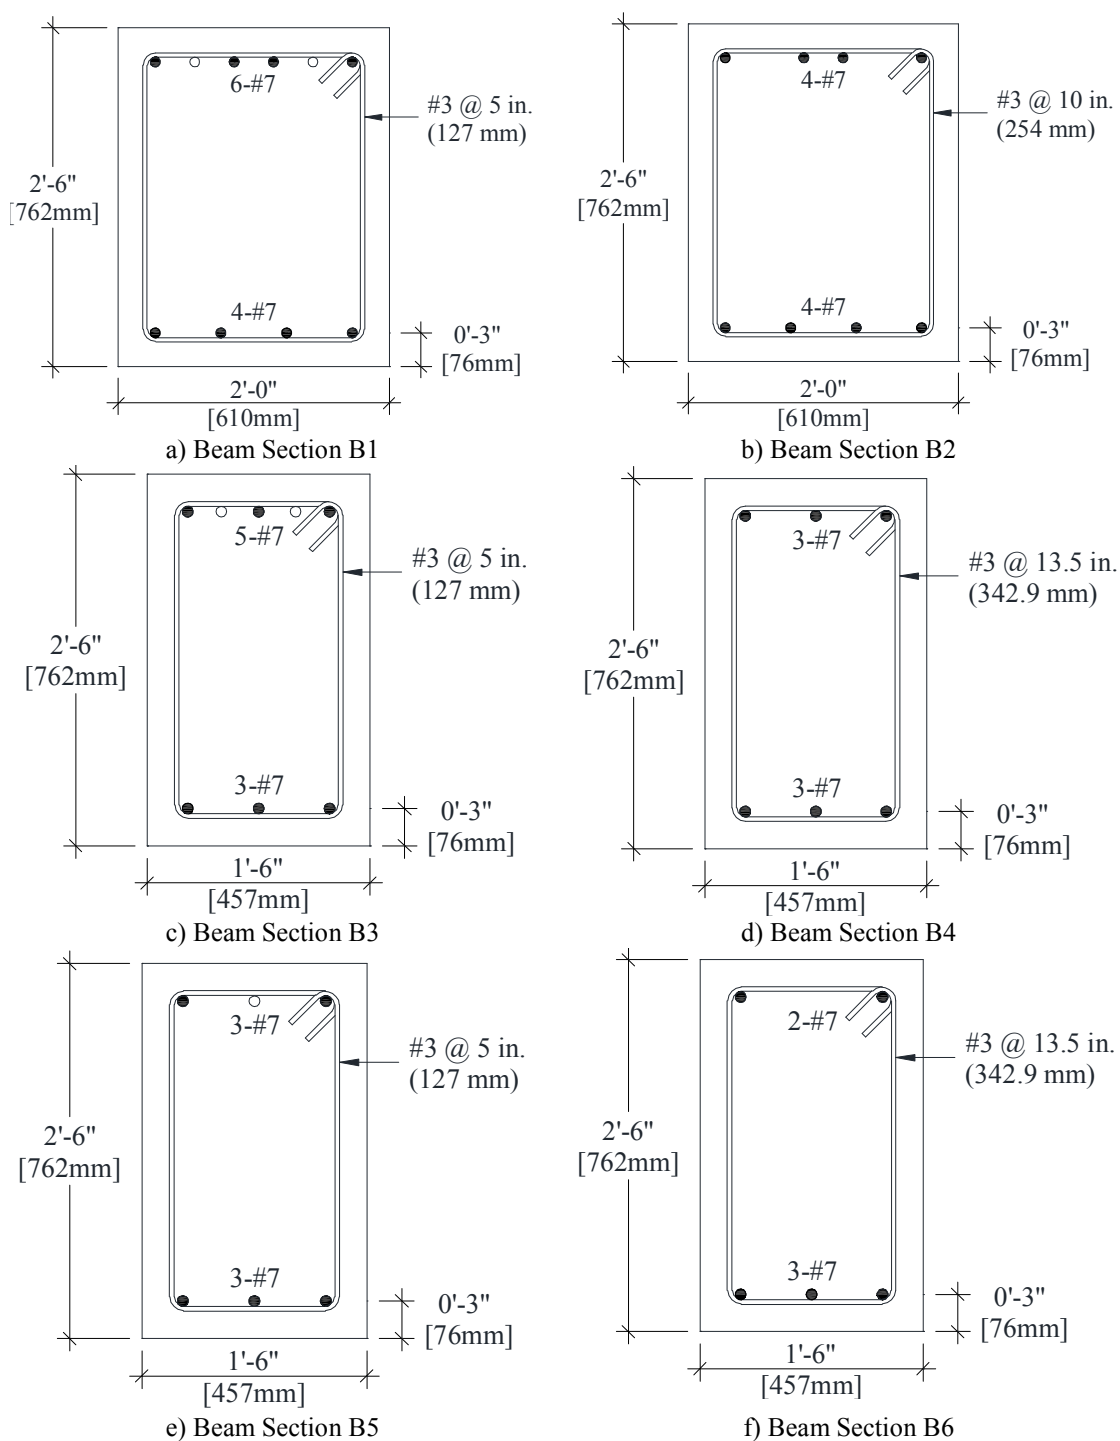 6-#7
#3 @ 5 in.
(127 mm)
2'-6"
[762mm]
4-#7
0'-3"
[76mm]
2'-0"
[610mm]
a) Beam Section B1
4-#7
#3 @ 10 in.
(254 mm)
2'-6"
[762mm]
4-#7
0'-3"
[76mm]
2'-0"
[610mm]
b) Beam Section B2
5-#7
#3 @ 5 in.
(127 mm)
2'-6"
[762mm]
3-#7
0'-3"
[76mm]
1'-6"
[457mm]
c) Beam Section B3
3-#7
#3 @ 13.5 in.
(342.9 mm)
2'-6"
[762mm]
3-#7
0'-3"
[76mm]
1'-6"
[457mm]
d) Beam Section B4
3-#7
#3 @ 5 in.
(127 mm)
2'-6"
[762mm]
3-#7
0'-3"
[76mm]
1'-6"
[457mm]
e) Beam Section B5
2-#7
#3 @ 13.5 in.
(342.9 mm)
2'-6"
[762mm]
3-#7
0'-3"
[76mm]
1'-6"
[457mm]
f) Beam Section B6